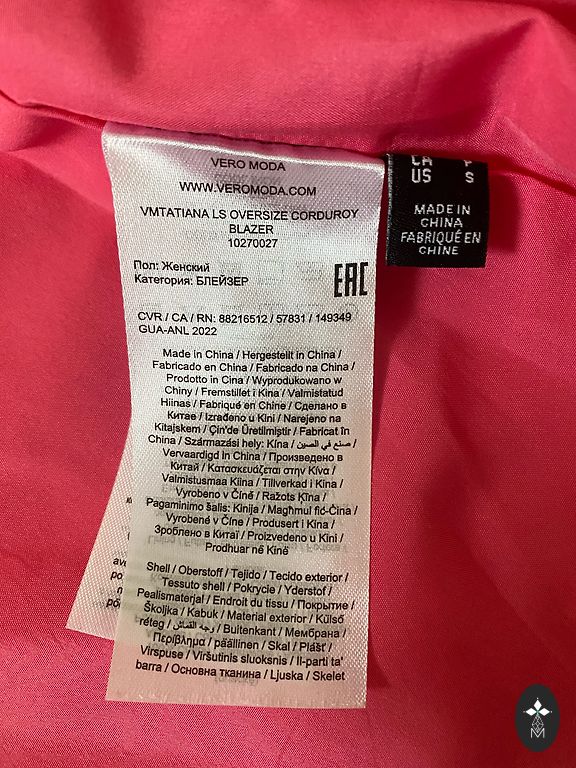 VERO MODA
WWW.VEROMODA.COM
VMTATIANA LS OVERSIZE CORDUROY
BLAZER
10270027
Пол: Женский
Категория: БЛЕЙЗЕР
EAC
CVR / CA / RN: 88216512 / 57831 / 149349
GUA-ANL 2022
Made in China / Hergestellt in China /
Fabricado en China / Fabricado na China /
Prodotto in Cina / Wyprodukowano w
Chiny / Fremstillet i Kina / Valmistatud
Hiinas / Fabriqué en Chine / Сделано в
Китае / Izrađeno u Kini / Narejeno na
Kitajskem / Çin'de Üretilmiştir / Fabricat în
China / Származási hely: Kína / صنع في الصين /
Vervaardigd in China / Произведено в
Китай / Κατασκευάζεται στην Κίνα /
Valmistusmaa Kiina / Tillverkad i Kina /
Vyrobeno v Číně / Ražots Ķīna /
Pagaminimo šalis: Kinija / Magħmul fiċ-Ċina /
Vyrobené v Číne / Produsert i Kina /
Зроблено в Китаї / Proizvedeno u Kini /
Prodhuar në Kinë
Shell / Oberstoff / Tejido / Tecido exterior /
Tessuto shell / Pokrycie / Yderstof /
Pealismaterjal / Endroit du tissu / Покрытие /
Školjka / Kabuk / Material exterior / Külső
réteg / وجه القماش / Buitenkant / Мембрана /
Περίβλημα / päällinen / Skal / Plášť /
Virspuse / Viršutinis sluoksnis / Il-parti ta'
barra / Основна тканина / Ljuska / Skelet
US S
MADE IN
CHINA
FABRIQUÉ EN
CHINE
M